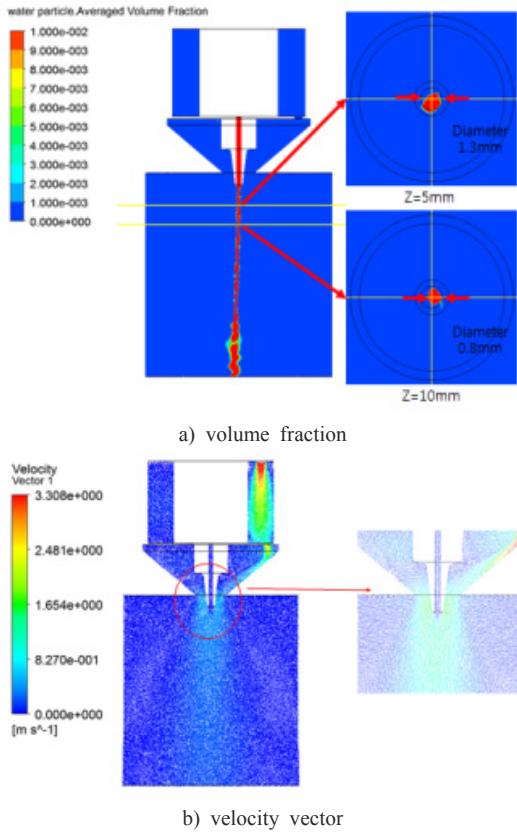 water particle.Averaged Volume Fraction
1.000e-002
9.000e-003
8.000e-003
7.000e-003
6.000e-003
5.000e-003
4.000e-003
3.000e-003
2.000e-003
1.000e-003
0.000e+000
Diameter
1.3mm
Z=5mm
Diameter
0.8mm
Z=10mm
a) volume fraction
Velocity
Vector 1
3.308e+000
2.481e+000
1.654e+000
8.270e-001
0.000e+000
[m s^-1]
b) velocity vector